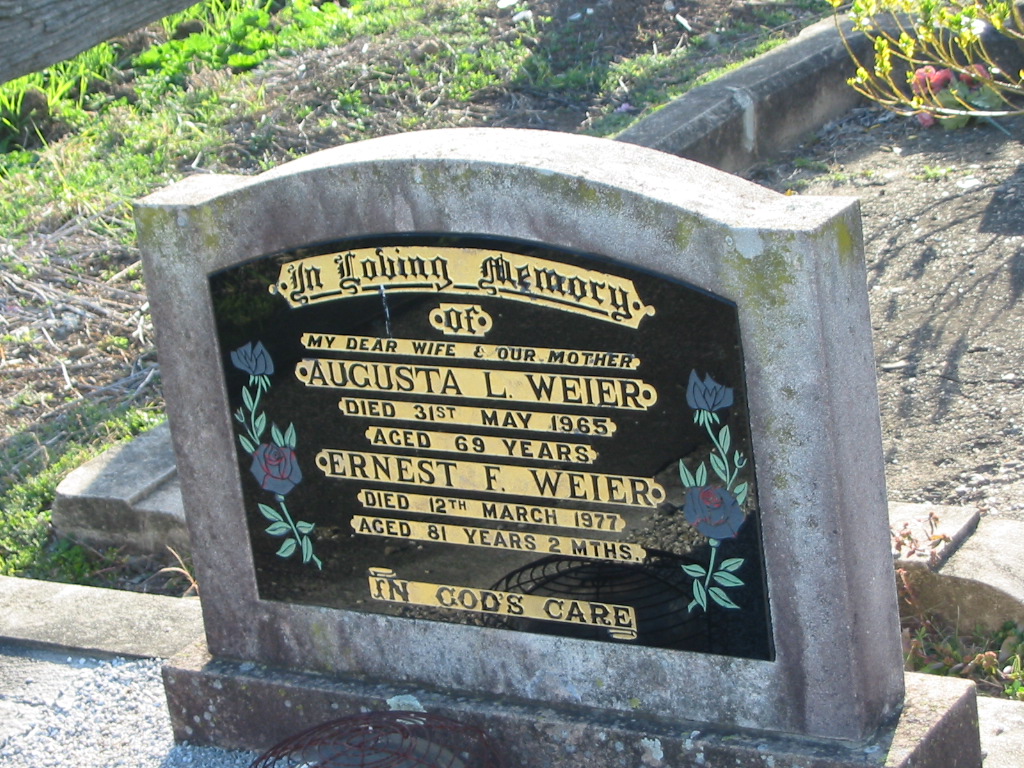 In Loving Memory
OF
MY DEAR WIFE & OUR MOTHER
AUGUSTA L. WEIER
DIED 31ST MAY 1965
AGED 69 YEARS
ERNEST F. WEIER
DIED 12TH MARCH 1977
AGED 81 YEARS 2 MTHS.
IN GOD'S CARE